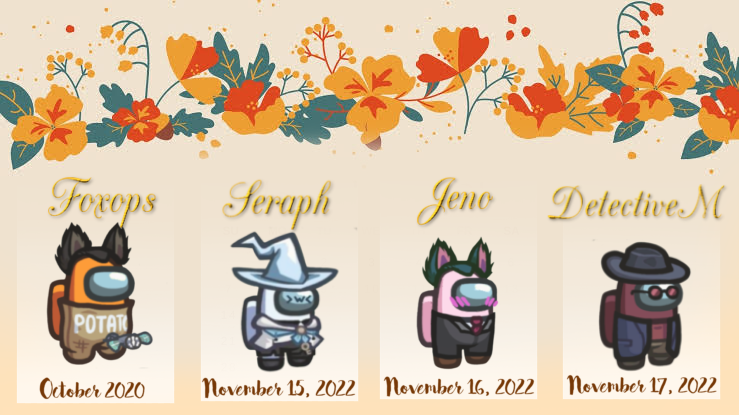 Foxops
Seraph
Jeno
DetectiveM
POTATO
>w<
October 2020
November 15, 2022
November 16, 2022
November 17, 2022